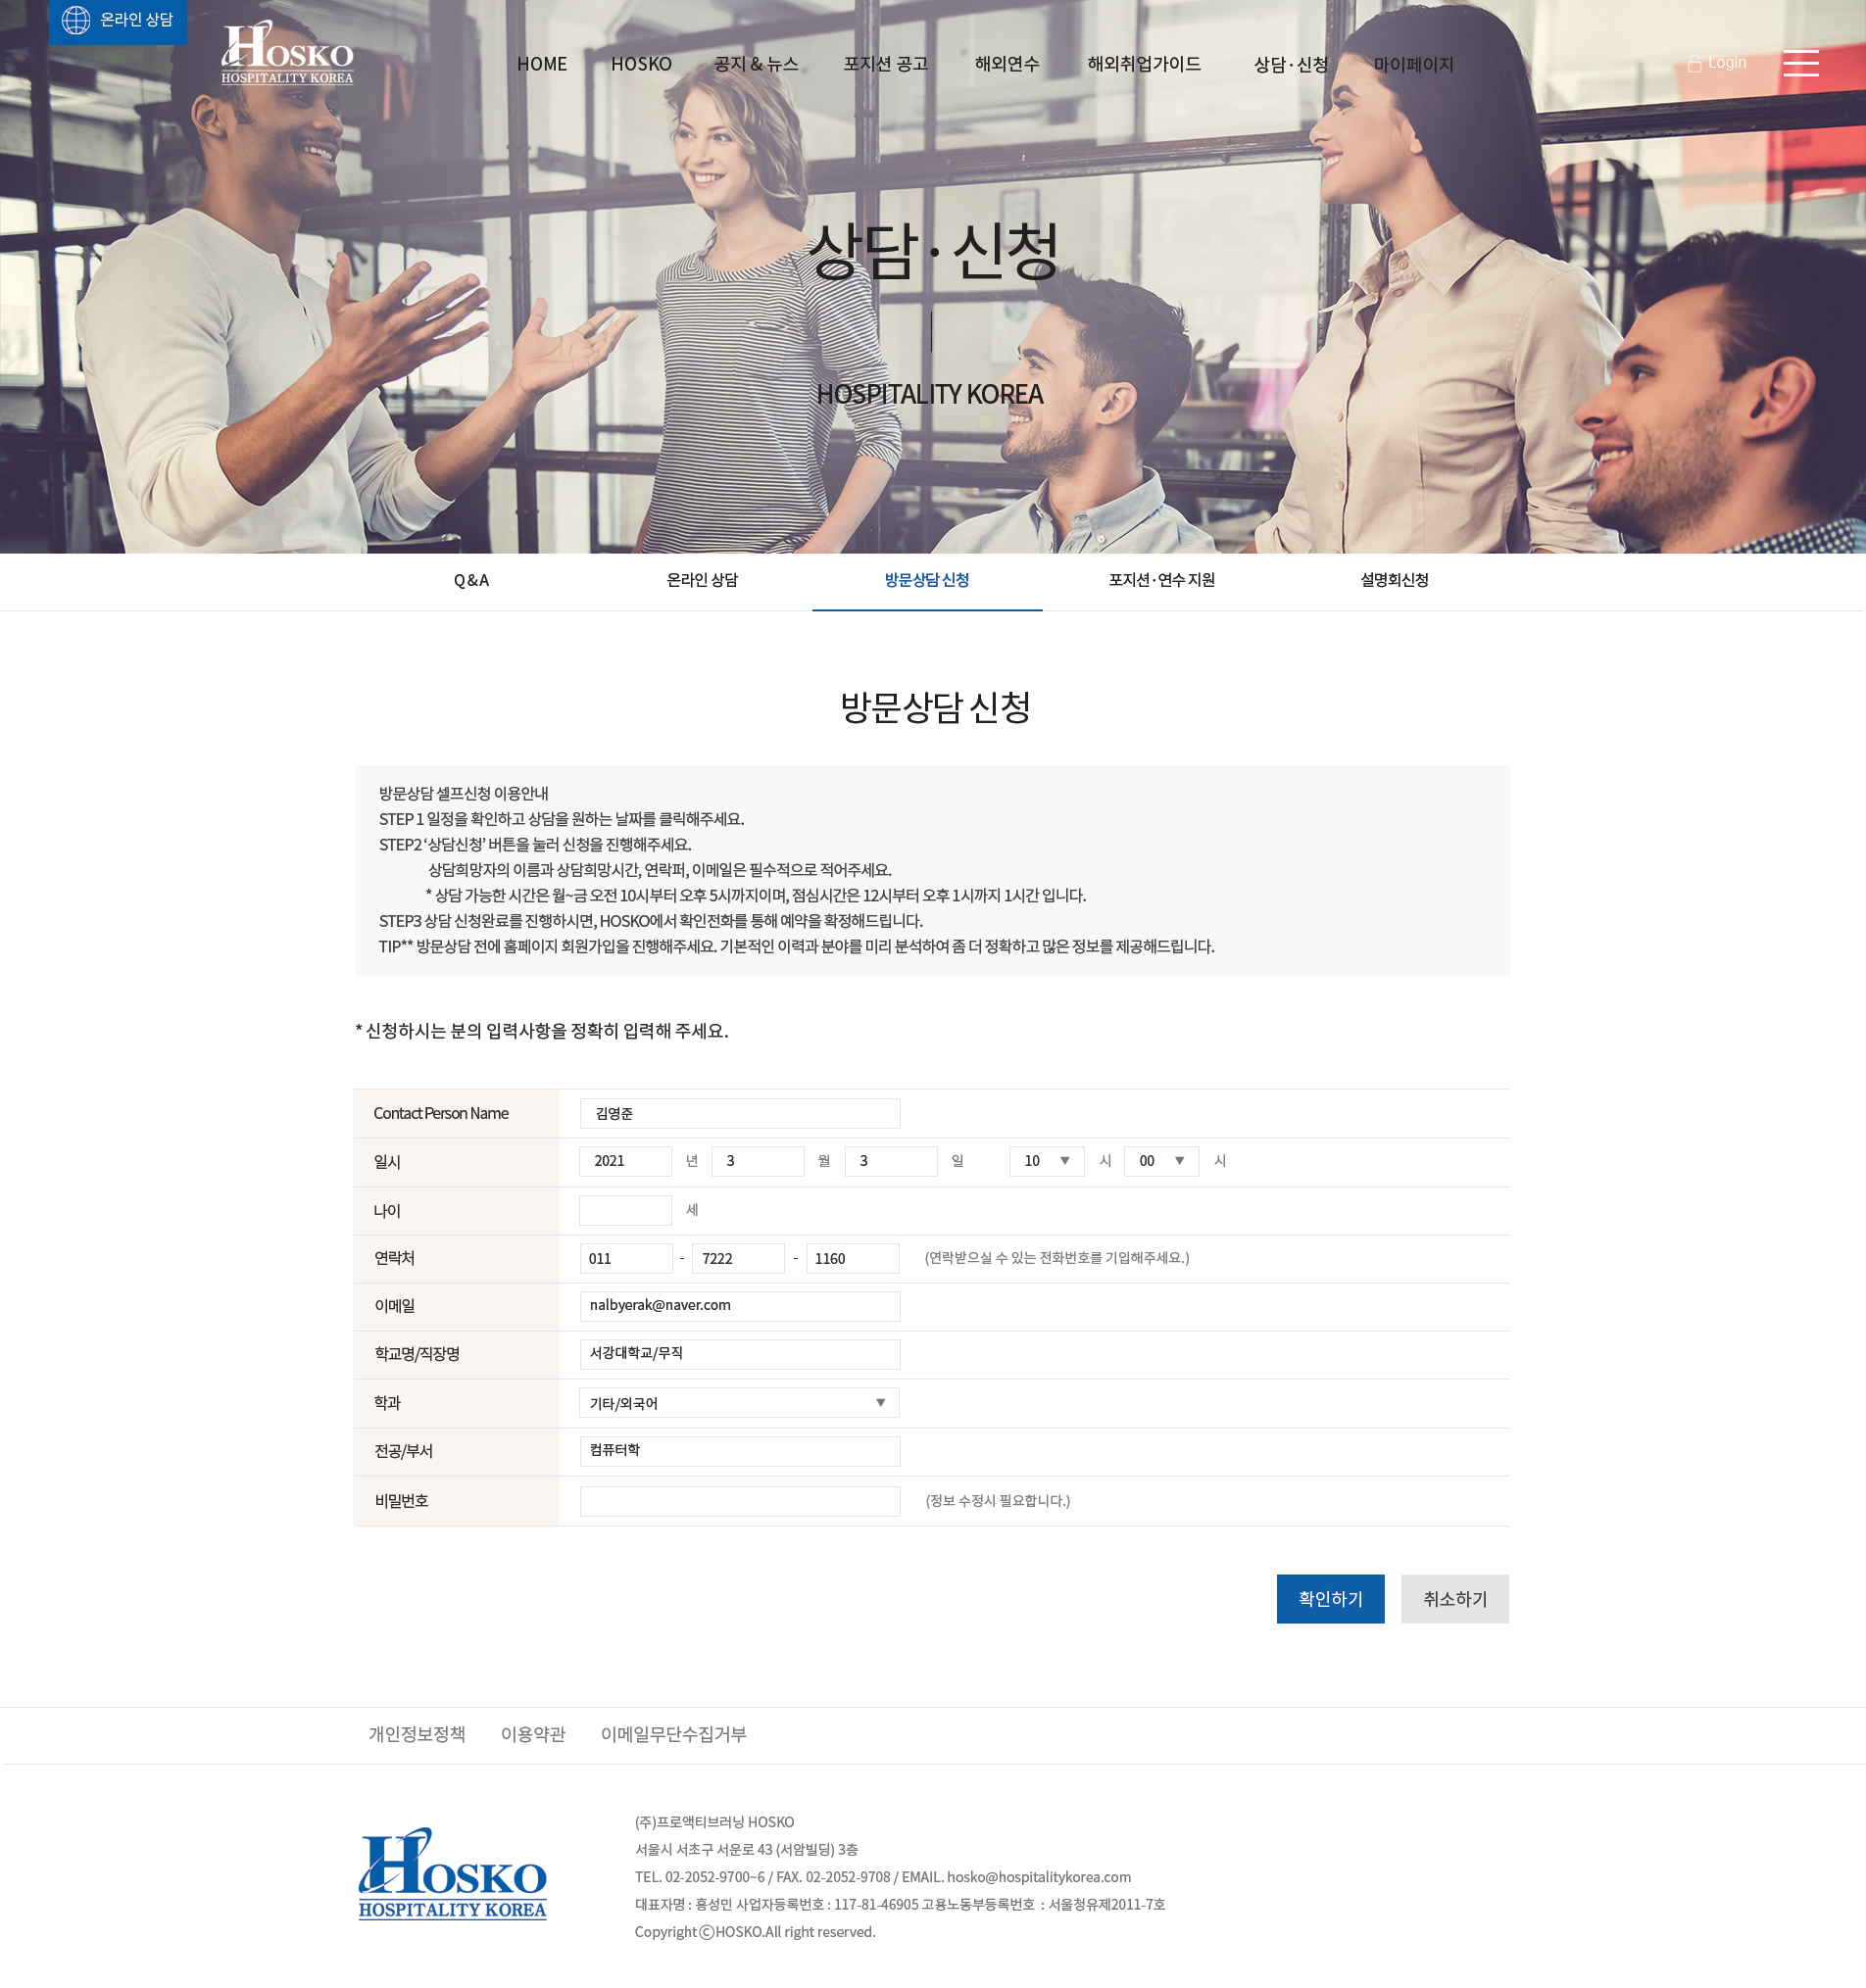 온라인 상담
HOSKO
HOSPITALITY KOREA
HOME HOSKO 공지 & 뉴스 포지션 공고 해외연수 해외취업가이드 상담 · 신청 마이페이지
Login
상담 · 신청
HOSPITALITY KOREA
Q & A 온라인 상담 방문상담 신청 포지션 · 연수 지원 설명회신청
방문상담 신청
방문상담 셀프신청 이용안내
STEP 1 일정을 확인하고 상담을 원하는 날짜를 클릭해주세요.
STEP2 ‘상담신청’ 버튼을 눌러 신청을 진행해주세요.
상담희망자의 이름과 상담희망시간, 연락퍼, 이메일은 필수적으로 적어주세요.
* 상담 가능한 시간은 월~금 오전 10시부터 오후 5시까지이며, 점심시간은 12시부터 오후 1시까지 1시간 입니다.
STEP3 상담 신청완료를 진행하시면, HOSKO에서 확인전화를 통해 예약을 확정해드립니다.
TIP** 방문상담 전에 홈페이지 회원가입을 진행해주세요. 기본적인 이력과 분야를 미리 분석하여 좀 더 정확하고 많은 정보를 제공해드립니다.
* 신청하시는 분의 입력사항을 정확히 입력해 주세요.
Contact Person Name 김영준
일시 2021 년 3 월 3 일 10 ▼ 시 00 ▼ 시
나이 세
연락처 011 - 7222 - 1160 (연락받으실 수 있는 전화번호를 기입해주세요.)
이메일 nalbyerak@naver.com
학교명/직장명 서강대학교/무직
학과 기타/외국어 ▼
전공/부서 컴퓨터학
비밀번호 (정보 수정시 필요합니다.)
확인하기 취소하기
개인정보정책 이용약관 이메일무단수집거부
HOSKO
HOSPITALITY KOREA
(주)프로액티브러닝 HOSKO
서울시 서초구 서운로 43 (서암빌딩) 3층
TEL. 02-2052-9700~6 / FAX. 02-2052-9708 / EMAIL. hosko@hospitalitykorea.com
대표자명 : 홍성민 사업자등록번호 : 117-81-46905 고용노동부등록번호 : 서울청유제2011-7호
Copyright ⓒ HOSKO.All right reserved.